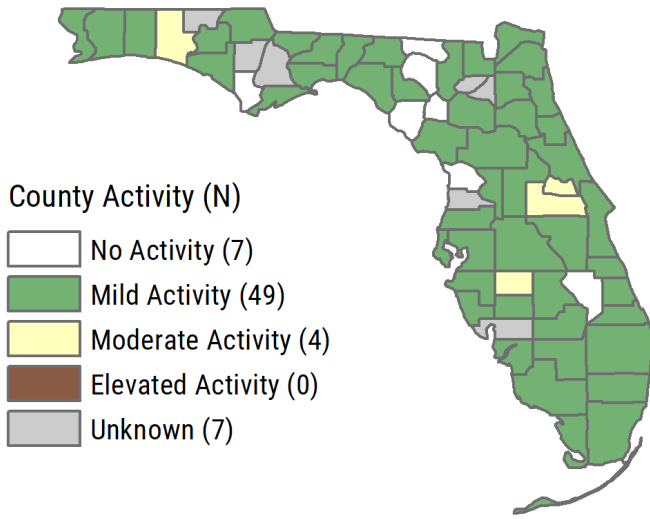 County Activity (N)
No Activity (7)
Mild Activity (49)
Moderate Activity (4)
Elevated Activity (0)
Unknown (7)